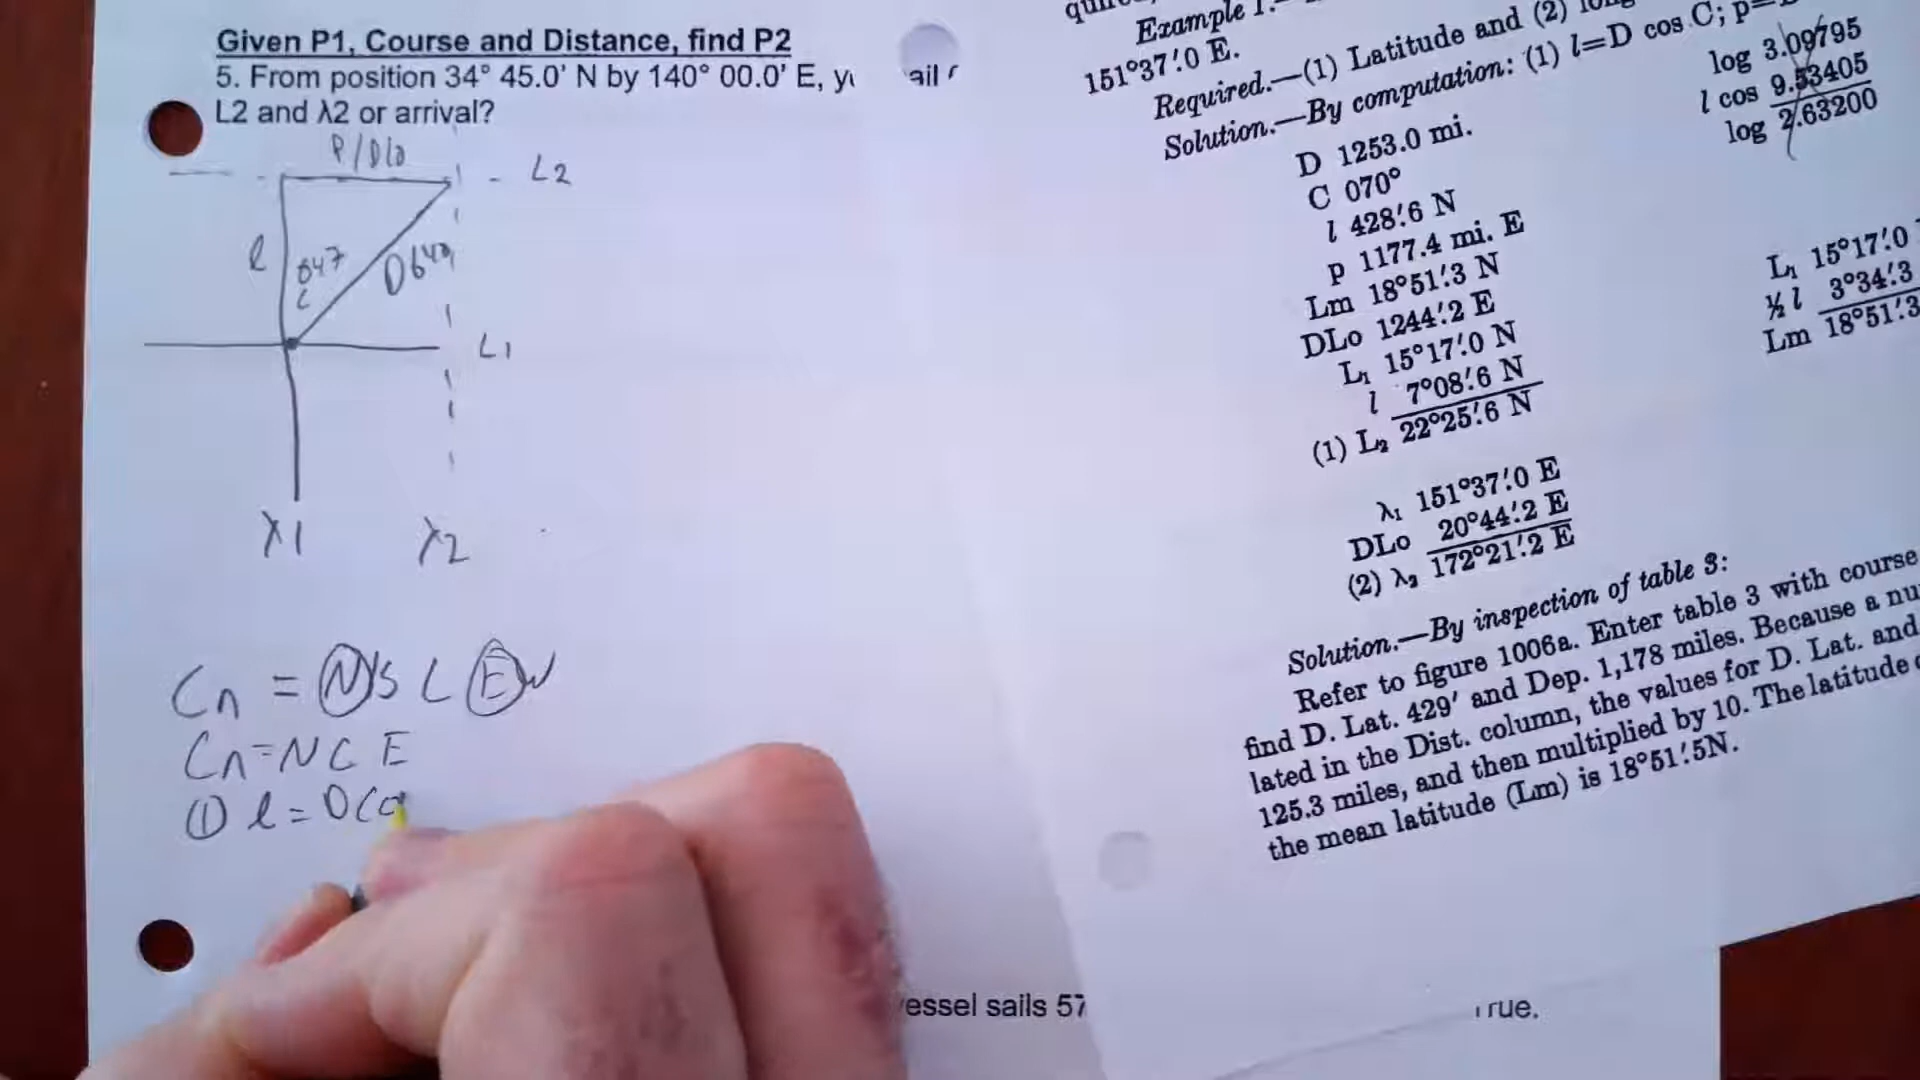 Given P1, Course and Distance, find P2
5. From position 34° 45.0' N by 140° 00.0' E, y
ail
L2 and λ2 or arrival?
P/Dlo
L2
l
047
C
D 640
L1
λ1
λ2
Cn = N/S C E/W
Cn=NCE
① l = D Co
essel sails 57
rue.
Example 1.—
151°37'.0 E.
Required.—(1) Latitude and (2)
Solution.—By computation: (1) l=D cos C; p=
D 1253.0 mi.
log 3.09795
C 070°
l cos 9.53405
l 428'.6 N
log 2.63200
p 1177.4 mi. E
Lm 18°51'.3 N
DLo 1244'.2 E
L₁ 15°17'.0 N
l 7°08'.6 N
(1) L₂ 22°25'.6 N
L₁ 15°17'.0
½ l 3°34'.3
Lm 18°51'.3
λ₁ 151°37'.0 E
DLo 20°44'.2 E
(2) λ₂ 172°21'.2 E
Solution.—By inspection of table 3:
Refer to figure 1006a. Enter table 3 with course
find D. Lat. 429' and Dep. 1,178 miles. Because a nu
lated in the Dist. column, the values for D. Lat. and
125.3 miles, and then multiplied by 10. The latitude
the mean latitude (Lm) is 18°51'.5N.